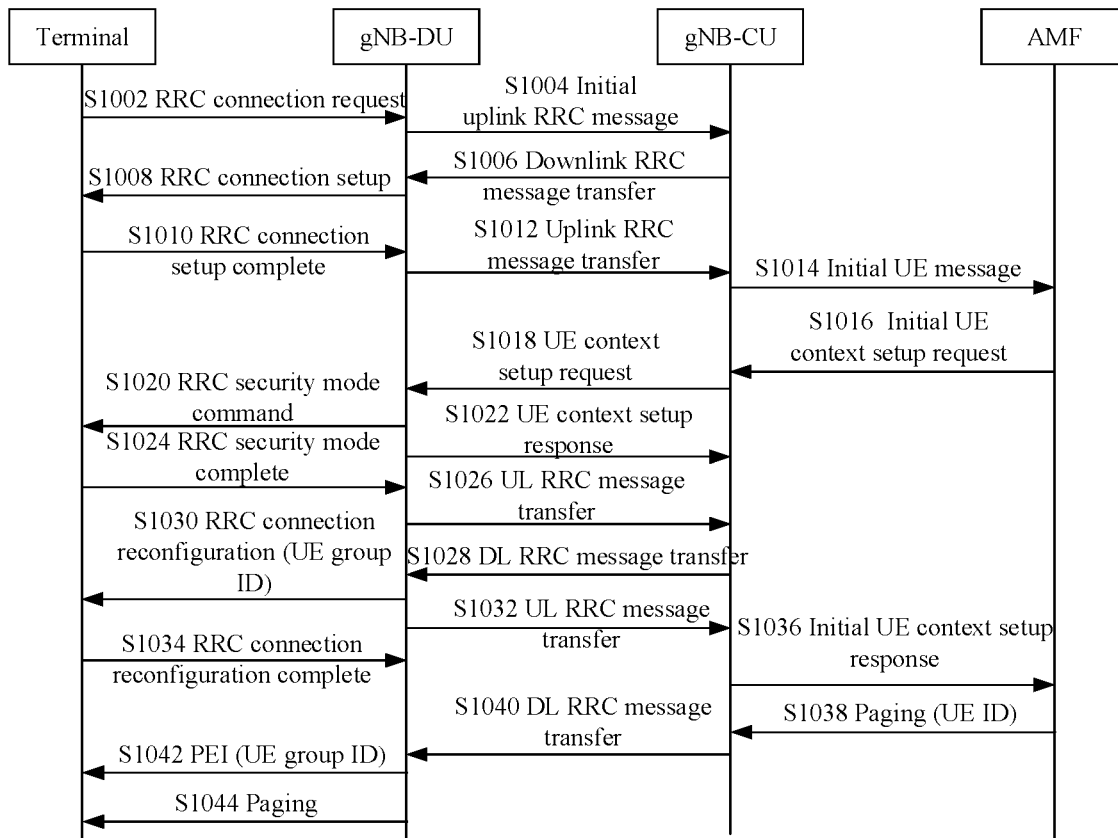 Terminal
gNB-DU
gNB-CU
AMF
S1002 RRC connection request
S1004 Initial
uplink RRC message
S1006 Downlink RRC
message transfer
S1008 RRC connection setup
S1010 RRC connection
setup complete
S1012 Uplink RRC
message transfer
S1014 Initial UE message
S1016 Initial UE
context setup request
S1018 UE context
setup request
S1020 RRC security mode
command
S1022 UE context setup
response
S1024 RRC security mode
complete
S1026 UL RRC message
transfer
S1028 DL RRC message transfer
S1030 RRC connection
reconfiguration (UE group
ID)
S1032 UL RRC message
transfer
S1034 RRC connection
reconfiguration complete
S1036 Initial UE context setup
response
S1038 Paging (UE ID)
S1040 DL RRC message
transfer
S1042 PEI (UE group ID)
S1044 Paging